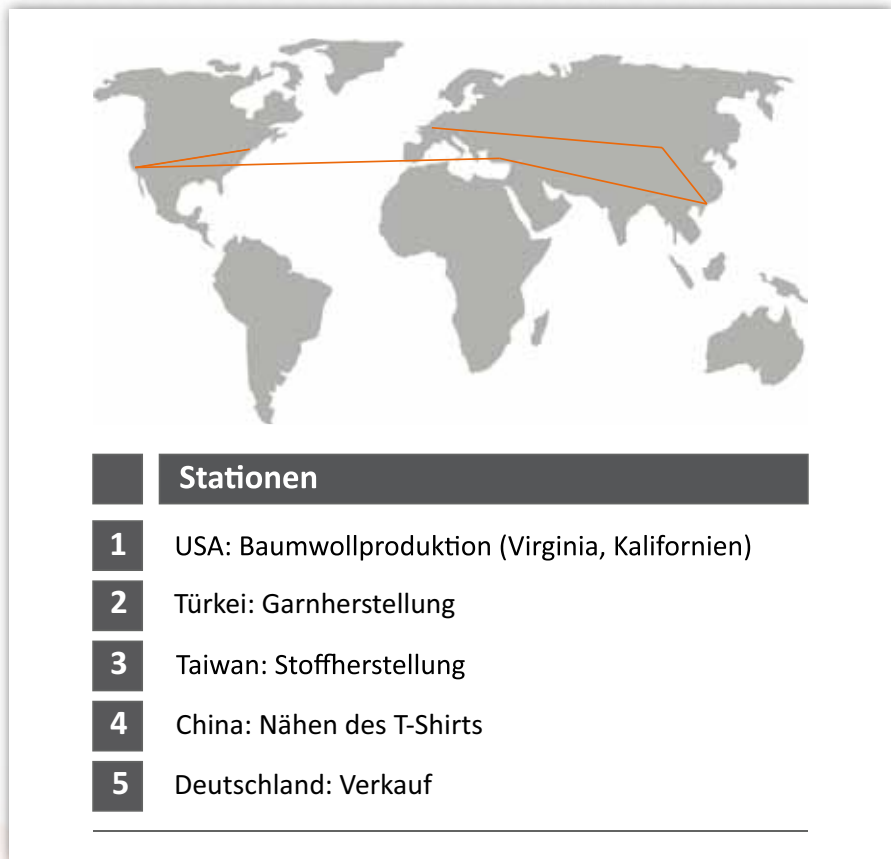 Stationen
1 USA: Baumwollproduktion (Virginia, Kalifornien)
2 Türkei: Garnherstellung
3 Taiwan: Stoffherstellung
4 China: Nähen des T-Shirts
5 Deutschland: Verkauf